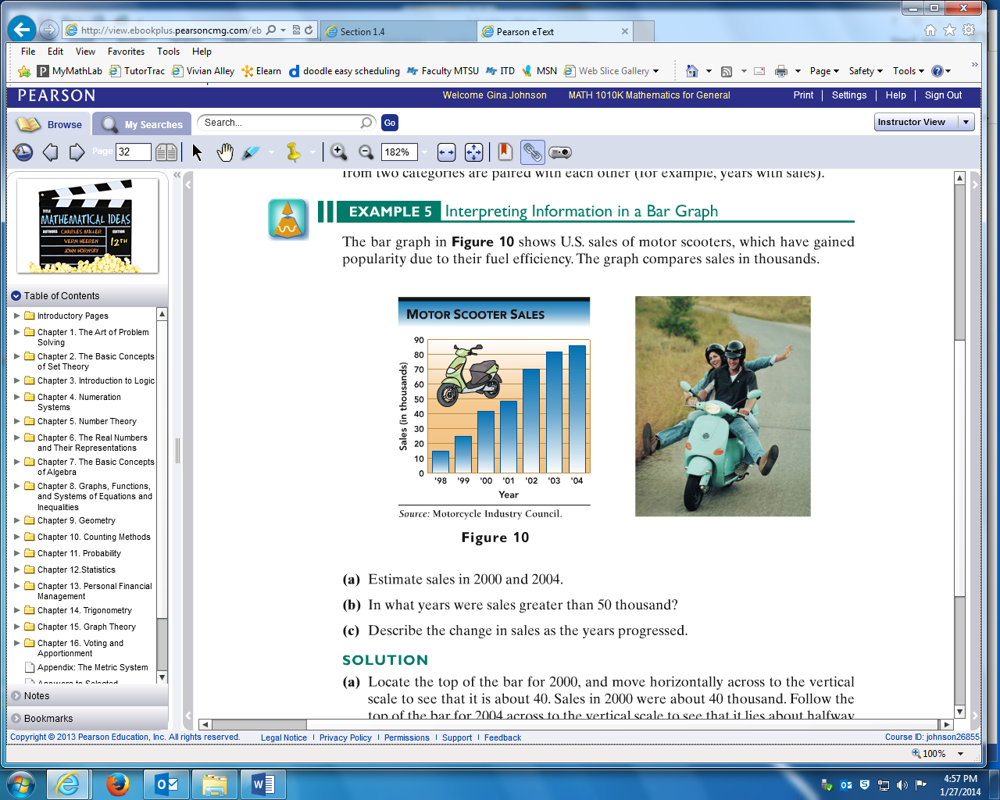 http://view.ebookplus.pearsoncmg.com/eb
Section 1.4
Pearson eText
File Edit View Favorites Tools Help
MyMathLab TutorTrac Vivian Alley Elearn doodle easy scheduling Faculty MTSU ITD MSN Web Slice Gallery Page Safety Tools
PEARSON
Welcome Gina Johnson MATH 1010K Mathematics for General
Print Settings Help Sign Out
Browse My Searches Search... Go Instructor View
Page 32 182%
TITLE
MATHEMATICAL IDEAS
AUTHORS CHARLES MILLER EDITION
VERN HEEREN 12TH
JOHN HORNSBY
Table of Contents
Introductory Pages
Chapter 1. The Art of Problem
Solving
Chapter 2. The Basic Concepts
of Set Theory
Chapter 3. Introduction to Logic
Chapter 4. Numeration
Systems
Chapter 5. Number Theory
Chapter 6. The Real Numbers
and Their Representations
Chapter 7. The Basic Concepts
of Algebra
Chapter 8. Graphs, Functions,
and Systems of Equations and
Inequalities
Chapter 9. Geometry
Chapter 10. Counting Methods
Chapter 11. Probability
Chapter 12.Statistics
Chapter 13. Personal Financial
Management
Chapter 14. Trigonometry
Chapter 15. Graph Theory
Chapter 16. Voting and
Apportionment
Appendix: The Metric System
Answers to Selected
Notes
Bookmarks
from two categories are paired with each other (for example, years with sales).
EXAMPLE 5 Interpreting Information in a Bar Graph
The bar graph in Figure 10 shows U.S. sales of motor scooters, which have gained
popularity due to their fuel efficiency. The graph compares sales in thousands.
MOTOR SCOOTER SALES
90
80
70
60
50
40
30
20
10
0
Sales (in thousands)
'98 '99 '00 '01 '02 '03 '04
Year
Source: Motorcycle Industry Council.
Figure 10
(a) Estimate sales in 2000 and 2004.
(b) In what years were sales greater than 50 thousand?
(c) Describe the change in sales as the years progressed.
SOLUTION
(a) Locate the top of the bar for 2000, and move horizontally across to the vertical
scale to see that it is about 40. Sales in 2000 were about 40 thousand. Follow the
top of the bar for 2004 across to the vertical scale to see that it lies about halfway
Copyright © 2013 Pearson Education, Inc. All rights reserved. Legal Notice | Privacy Policy | Permissions | Support | Feedback Course ID: johnson26855
100%
4:57 PM
1/27/2014